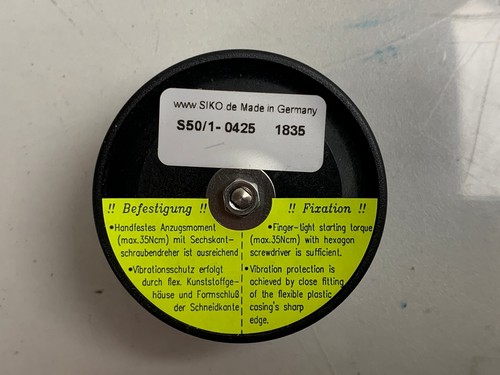 www.SIKO.de Made in Germany
S50/1-0425 1835
!! Befestigung !!
•Handfestes Anzugsmoment
(max.35Ncm) mit Sechskant-
schraubendreher ist ausreichend
•Vibrationsschutz erfolgt
durch flex. Kunststoffge-
häuse und Formschluß
der Schneidkante
!! Fixation !!
•Finger-tight starting torque
(max.35Ncm) with hexagon
screwdriver is sufficient.
•Vibration protection is
achieved by close fitting
of the flexible plastic
casing's sharp
edge.